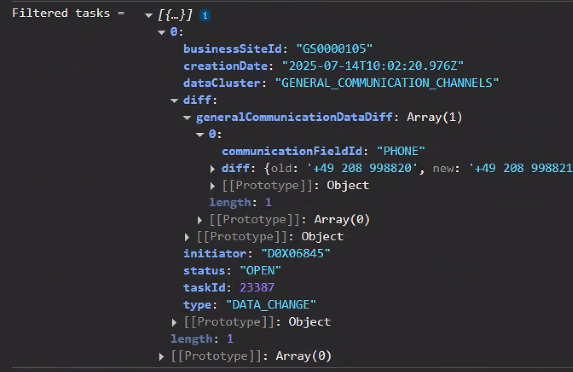 Filtered tasks = ▼ [{…}] i
▼ 0:
businessSiteId: "GS0000105"
creationDate: "2025-07-14T10:02:20.976Z"
dataCluster: "GENERAL_COMMUNICATION_CHANNELS"
▼ diff:
▼ generalCommunicationDataDiff: Array(1)
▼ 0:
communicationFieldId: "PHONE"
▶ diff: {old: '+49 208 998820', new: '+49 208 998821
▶ [[Prototype]]: Object
length: 1
▶ [[Prototype]]: Array(0)
▶ [[Prototype]]: Object
initiator: "D0X06845"
status: "OPEN"
taskId: 23387
type: "DATA_CHANGE"
▶ [[Prototype]]: Object
length: 1
▶ [[Prototype]]: Array(0)